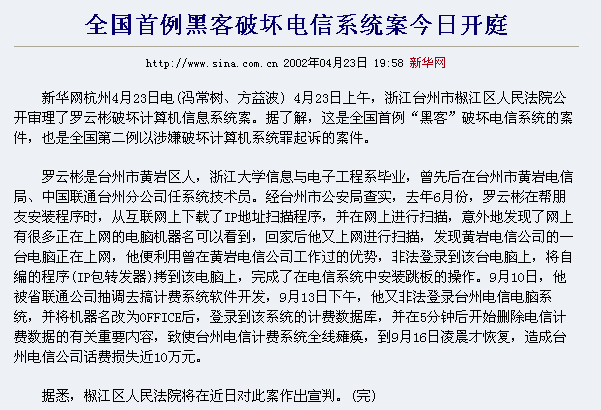 全国首例黑客破坏电信系统案今日开庭
http://www.sina.com.cn 2002年04月23日 19:58 新华网
新华网杭州4月23日电(冯常树、方益波) 4月23日上午，浙江台州市椒江区人民法院公
开审理了罗云彬破坏计算机信息系统案。据了解，这是全国首例“黑客”破坏电信系统的案
件，也是全国第二例以涉嫌破坏计算机系统罪起诉的案件。
罗云彬是台州市黄岩区人，浙江大学信息与电子工程系毕业，曾先后在台州市黄岩电信
局、中国联通台州分公司任系统技术员。经台州市公安局查实，去年6月份，罗云彬在帮朋
友安装程序时，从互联网上下载了IP地址扫描程序，并在网上进行扫描，意外地发现了网上
有很多正在上网的电脑机器名可以看到，回家后他又上网进行扫描，发现黄岩电信公司的一
台电脑正在上网，他便利用曾在黄岩电信公司工作过的优势，非法登录到该台电脑上，将自
编的程序(IP包转发器)拷到该电脑上，完成了在电信系统中安装跳板的操作。9月10日，他
被省联通公司抽调去搞计费系统软件开发，9月13日下午，他又非法登录台州电信电脑系
统，并将机器名改为OFFICE后，登录到该系统的计费数据库，并在5分钟后开始删除电信计
费数据的有关重要内容，致使台州电信计费系统全线瘫痪，到9月16日凌晨才恢复，造成台
州电信公司话费损失近10万元。
据悉，椒江区人民法院将在近日对此案作出宣判。(完)